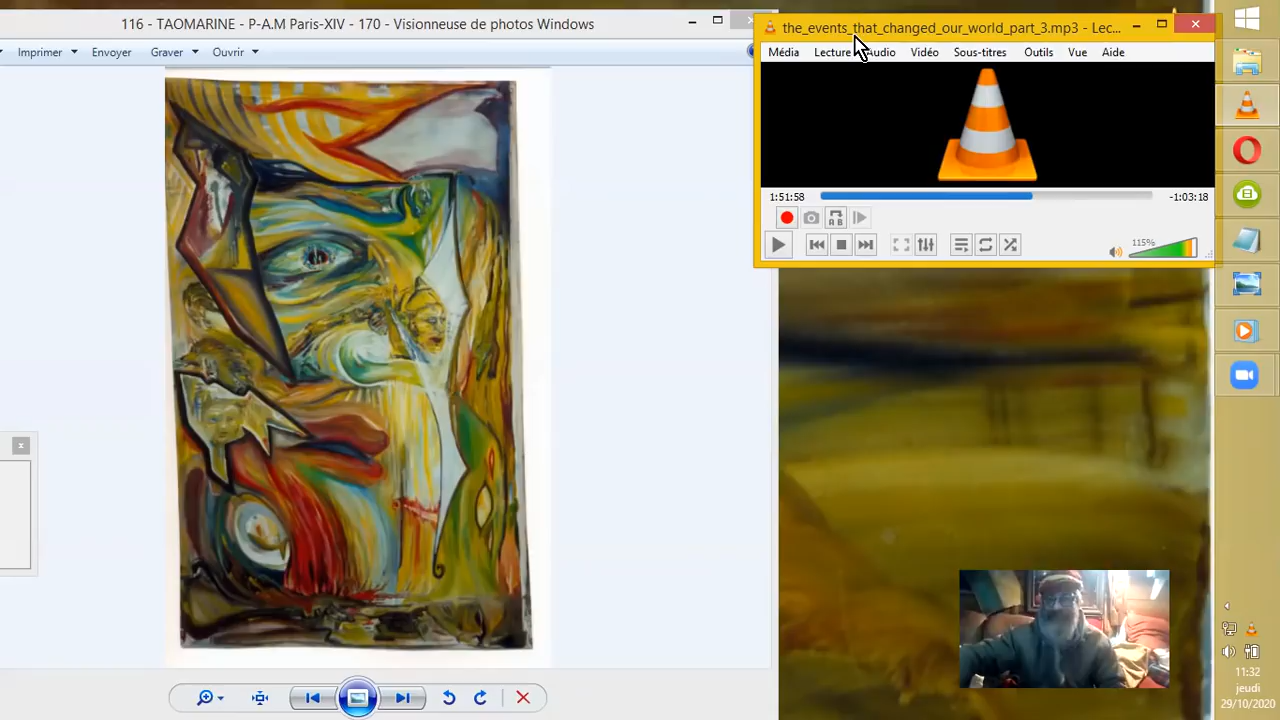 116 - TAOMARINE - P-A.M Paris-XIV - 170 - Visionneuse de photos Windows
Imprimer Envoyer Graver Ouvrir
the_events_that_changed_our_world_part_3.mp3 - Lec...
Média Lecture Audio Vidéo Sous-titres Outils Vue Aide
1:51:58 -1:03:18
A B
115%
11:32
jeudi
29/10/2020